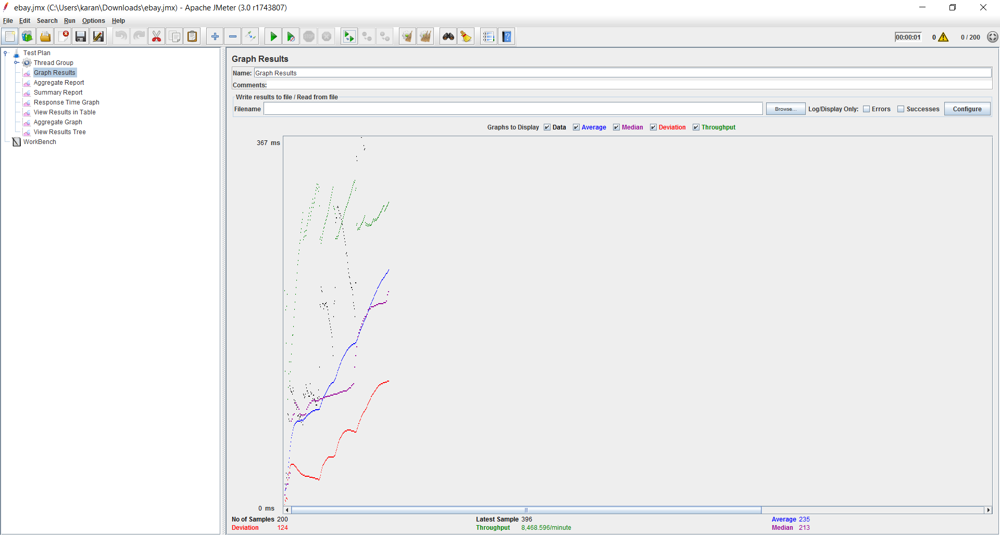 ebay.jmx (C:\Users\karan\Downloads\ebay.jmx) - Apache JMeter (3.0 r1743807)
File Edit Search Run Options Help
STOP
00:00:01 0 0 / 200
Test Plan
Thread Group
Graph Results
Aggregate Report
Summary Report
Response Time Graph
View Results in Table
Aggregate Graph
View Results Tree
WorkBench
Graph Results
Name: Graph Results
Comments:
Write results to file / Read from file
Filename Browse... Log/Display Only: Errors Successes Configure
Graphs to Display Data Average Median Deviation Throughput
367 ms
0 ms
No of Samples 200 Latest Sample 396 Average 235
Deviation 124 Throughput 8,468.596/minute Median 213